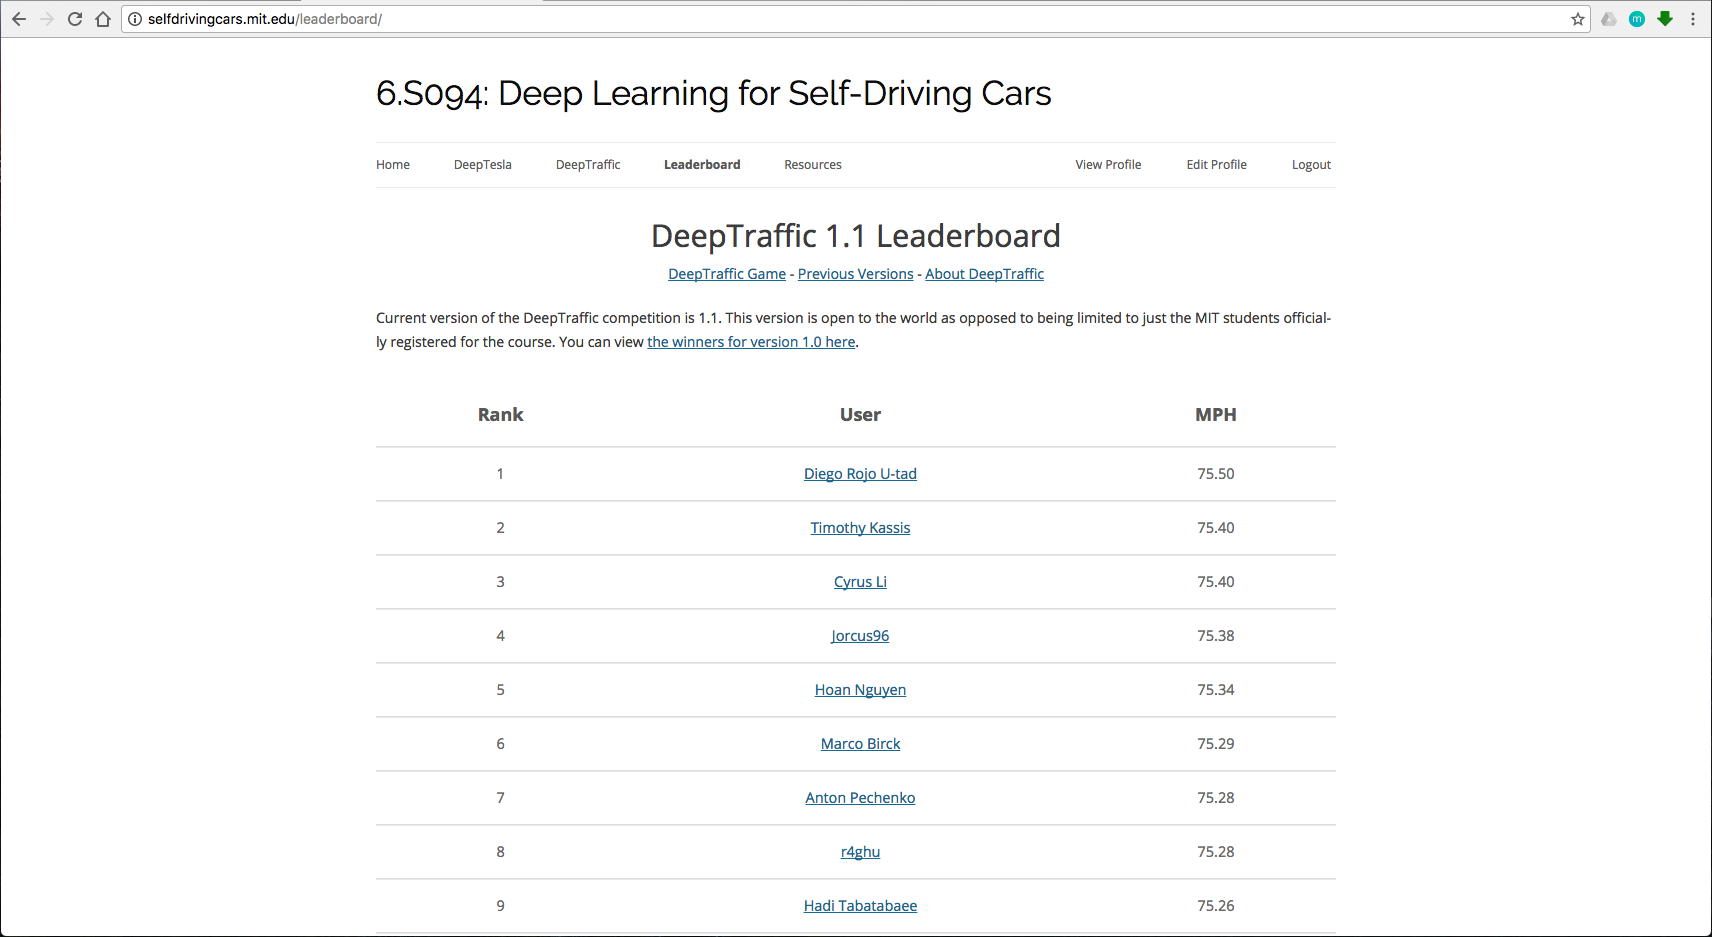 selfdrivingcars.mit.edu/leaderboard/
m
6.S094: Deep Learning for Self-Driving Cars
Home DeepTesla DeepTraffic Leaderboard Resources View Profile Edit Profile Logout
DeepTraffic 1.1 Leaderboard
DeepTraffic Game - Previous Versions - About DeepTraffic
Current version of the DeepTraffic competition is 1.1. This version is open to the world as opposed to being limited to just the MIT students official-
ly registered for the course. You can view the winners for version 1.0 here.
Rank User MPH
1 Diego Rojo U-tad 75.50
2 Timothy Kassis 75.40
3 Cyrus Li 75.40
4 Jorcus96 75.38
5 Hoan Nguyen 75.34
6 Marco Birck 75.29
7 Anton Pechenko 75.28
8 r4ghu 75.28
9 Hadi Tabatabaee 75.26